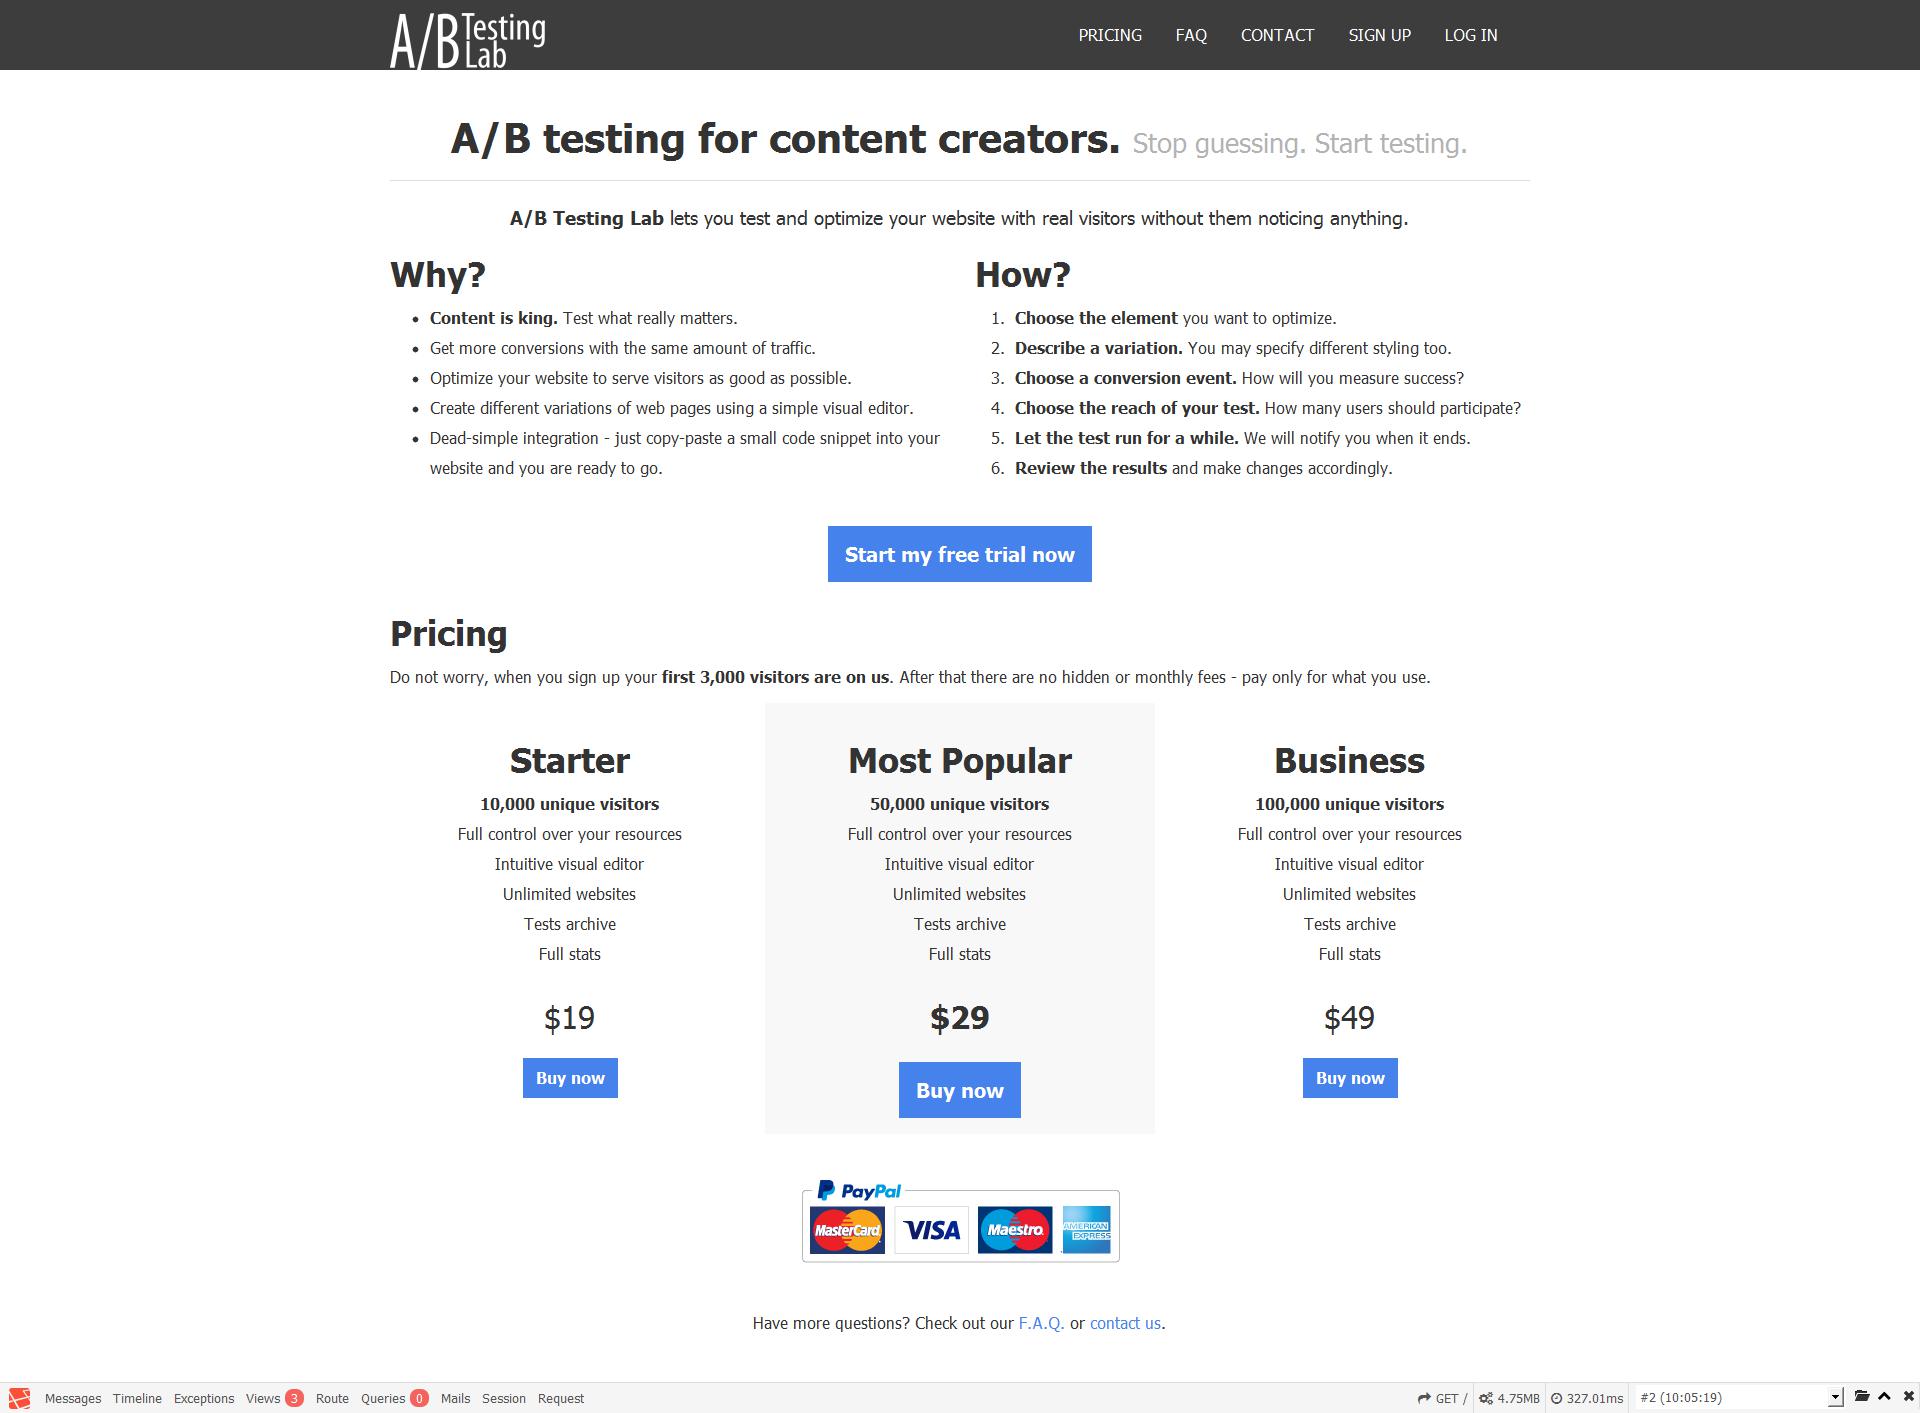 A/B Testing Lab
PRICING FAQ CONTACT SIGN UP LOG IN
A/B testing for content creators. Stop guessing. Start testing.
A/B Testing Lab lets you test and optimize your website with real visitors without them noticing anything.
Why?
• Content is king. Test what really matters.
• Get more conversions with the same amount of traffic.
• Optimize your website to serve visitors as good as possible.
• Create different variations of web pages using a simple visual editor.
• Dead-simple integration - just copy-paste a small code snippet into your
website and you are ready to go.
How?
1. Choose the element you want to optimize.
2. Describe a variation. You may specify different styling too.
3. Choose a conversion event. How will you measure success?
4. Choose the reach of your test. How many users should participate?
5. Let the test run for a while. We will notify you when it ends.
6. Review the results and make changes accordingly.
Start my free trial now
Pricing
Do not worry, when you sign up your first 3,000 visitors are on us. After that there are no hidden or monthly fees - pay only for what you use.
Starter
10,000 unique visitors
Full control over your resources
Intuitive visual editor
Unlimited websites
Tests archive
Full stats
$19
Buy now
Most Popular
50,000 unique visitors
Full control over your resources
Intuitive visual editor
Unlimited websites
Tests archive
Full stats
$29
Buy now
Business
100,000 unique visitors
Full control over your resources
Intuitive visual editor
Unlimited websites
Tests archive
Full stats
$49
Buy now
PayPal
MasterCard VISA Maestro AMERICAN EXPRESS
Have more questions? Check out our F.A.Q. or contact us.
Messages Timeline Exceptions Views 3 Route Queries 0 Mails Session Request GET / 4.75MB 327.01ms #2 (10:05:19)